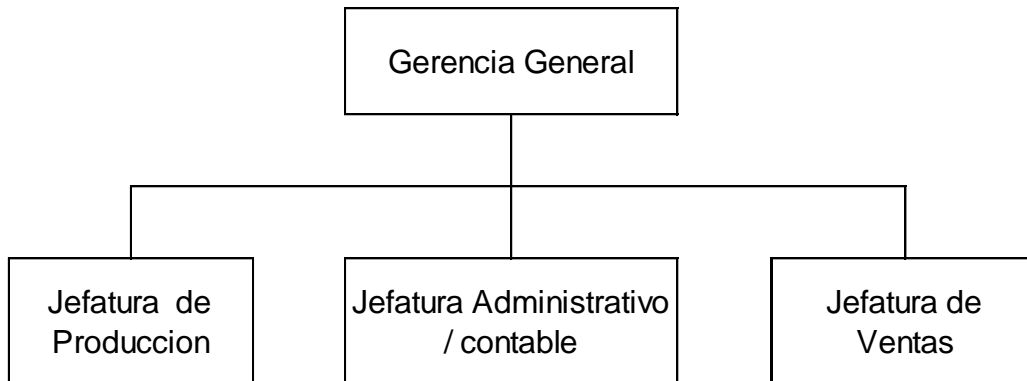 Gerencia General
Jefatura de
Produccion
Jefatura Administrativo
/ contable
Jefatura de
Ventas